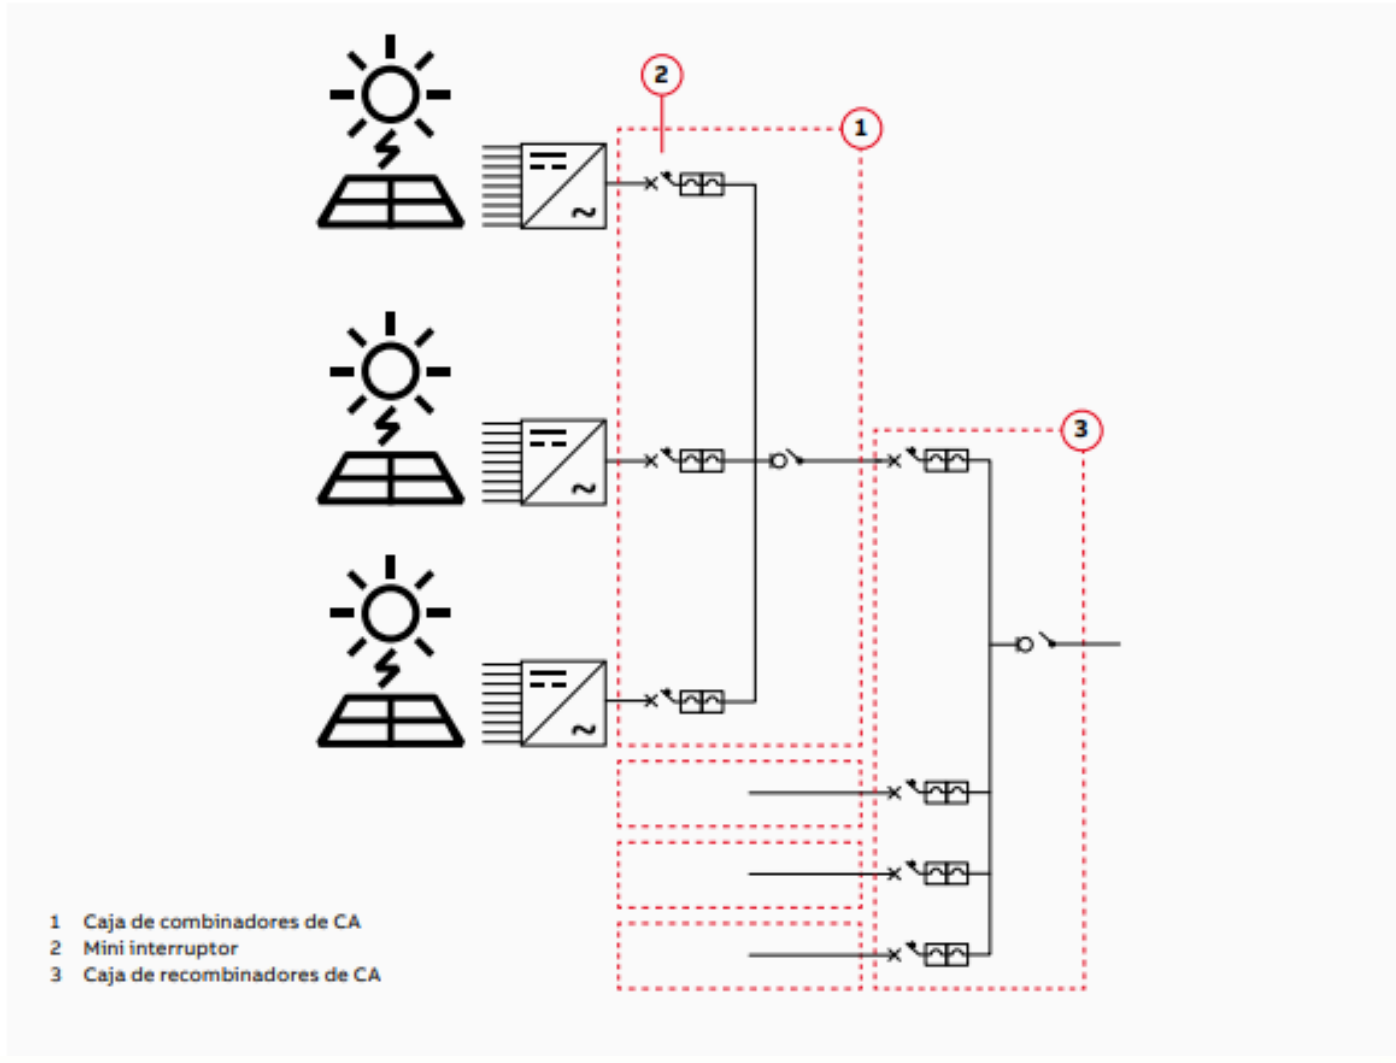 2
1
3
1 Caja de combinadores de CA
2 Mini interruptor
3 Caja de recombinadores de CA